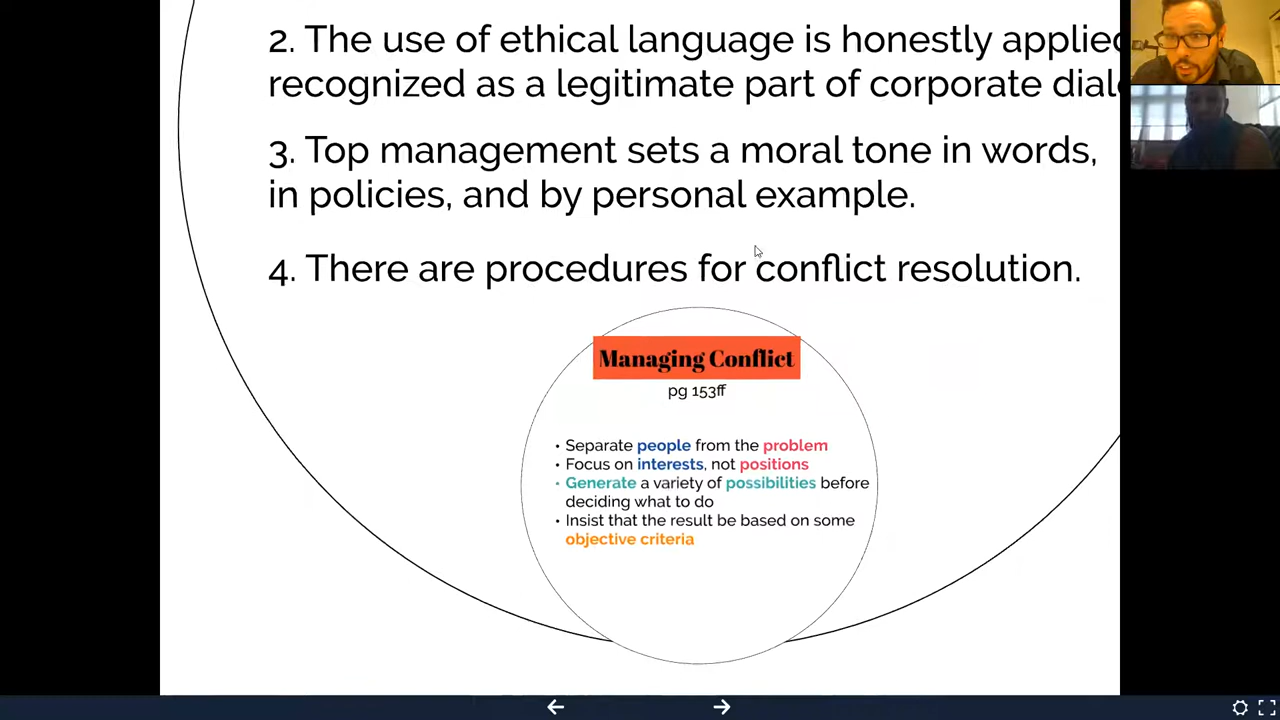 2. The use of ethical language is honestly applied
recognized as a legitimate part of corporate
3. Top management sets a moral tone in words,
in policies, and by personal example.
4. There are procedures for conflict resolution.
Managing Conflict
pg 153ff
• Separate people from the problem
• Focus on interests, not positions
• Generate a variety of possibilities before
deciding what to do
• Insist that the result be based on some
objective criteria